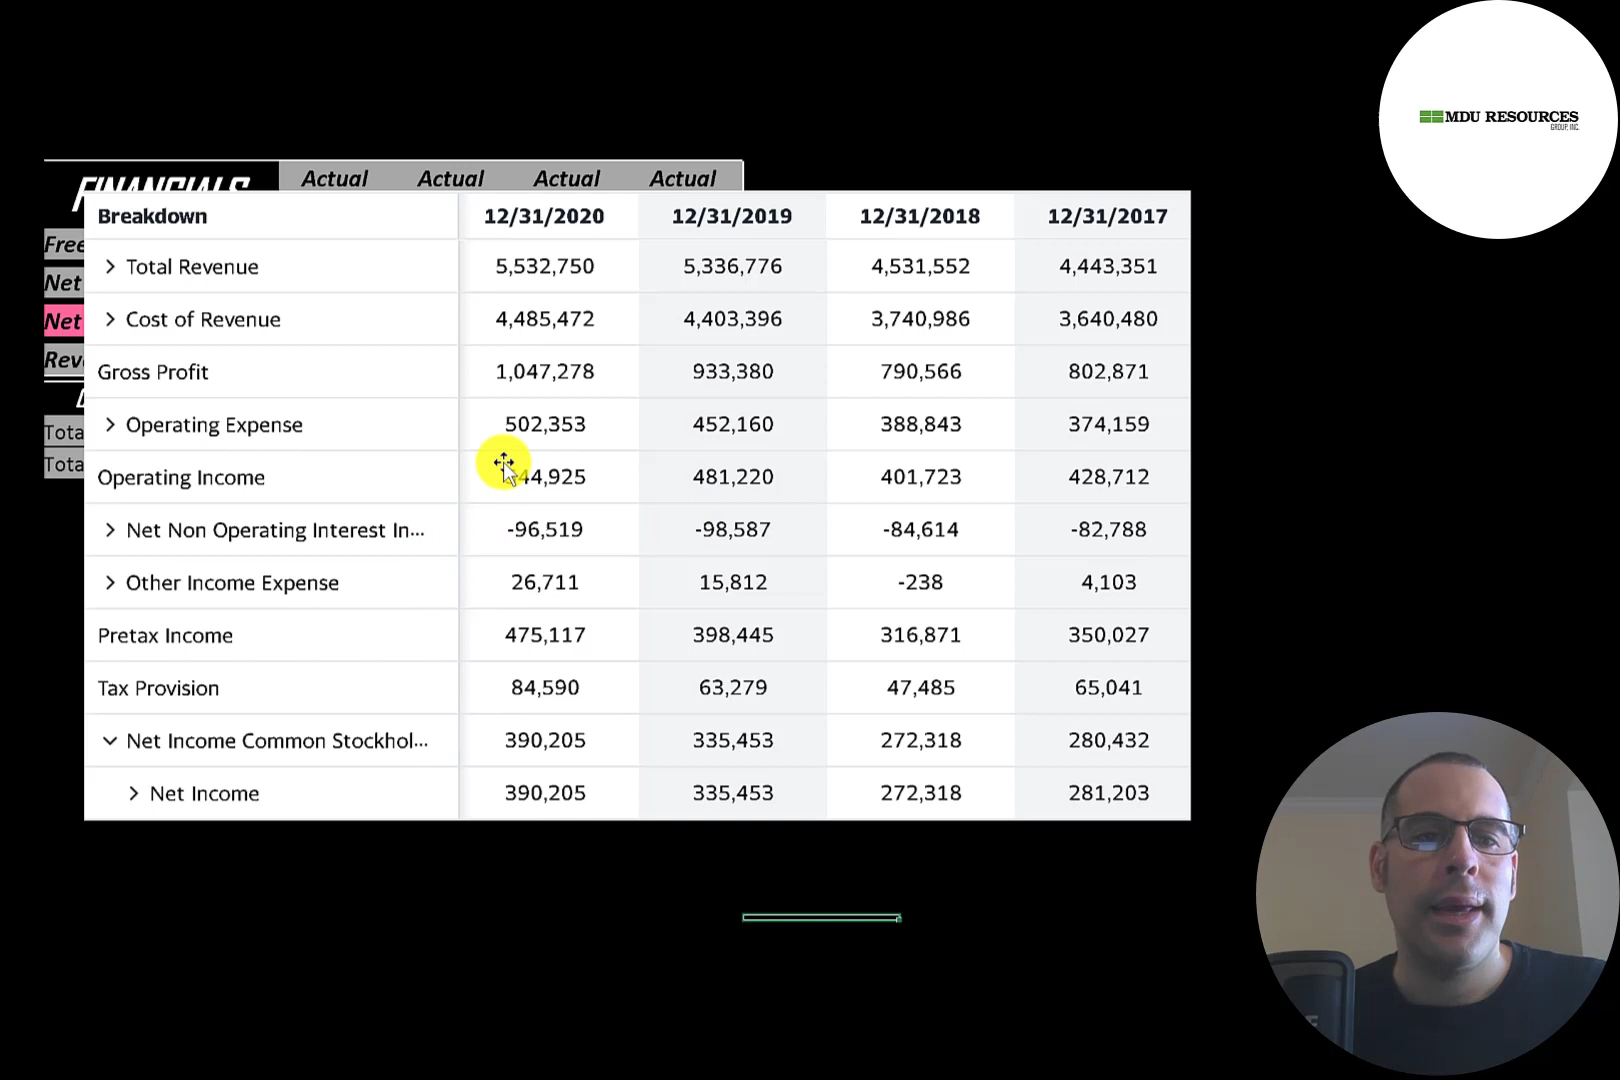 MDU RESOURCES
GROUP, INC.
FINANCIALS Actual Actual Actual Actual
Breakdown 12/31/2020 12/31/2019 12/31/2018 12/31/2017
Total Revenue 5,532,750 5,336,776 4,531,552 4,443,351
Net
Cost of Revenue 4,485,472 4,403,396 3,740,986 3,640,480
Net
Gross Profit 1,047,278 933,380 790,566 802,871
Operating Expense 502,353 452,160 388,843 374,159
Operating Income 44,925 481,220 401,723 428,712
Net Non Operating Interest In... -96,519 -98,587 -84,614 -82,788
Other Income Expense 26,711 15,812 -238 4,103
Pretax Income 475,117 398,445 316,871 350,027
Tax Provision 84,590 63,279 47,485 65,041
Net Income Common Stockhol... 390,205 335,453 272,318 280,432
Net Income 390,205 335,453 272,318 281,203